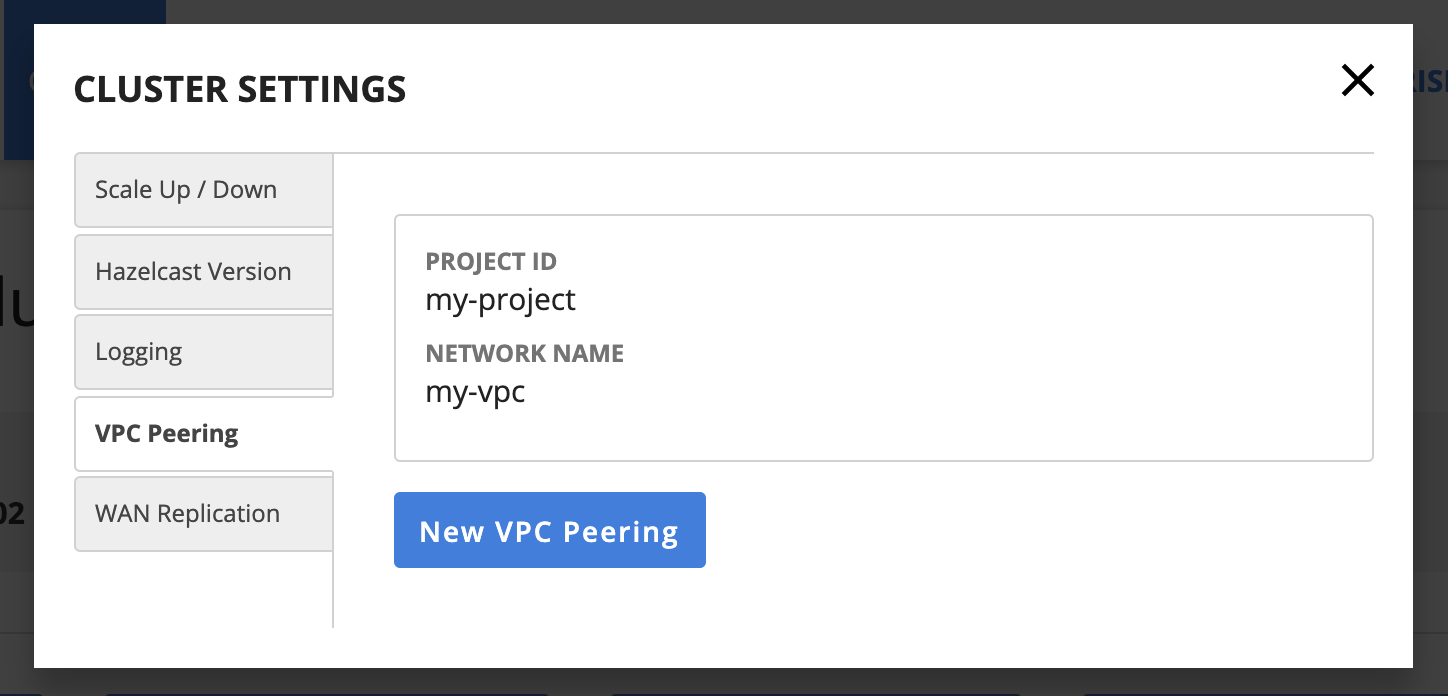 CLUSTER SETTINGS
Scale Up / Down
Hazelcast Version
Logging
VPC Peering
WAN Replication
PROJECT ID
my-project
NETWORK NAME
my-vpc
New VPC Peering
02